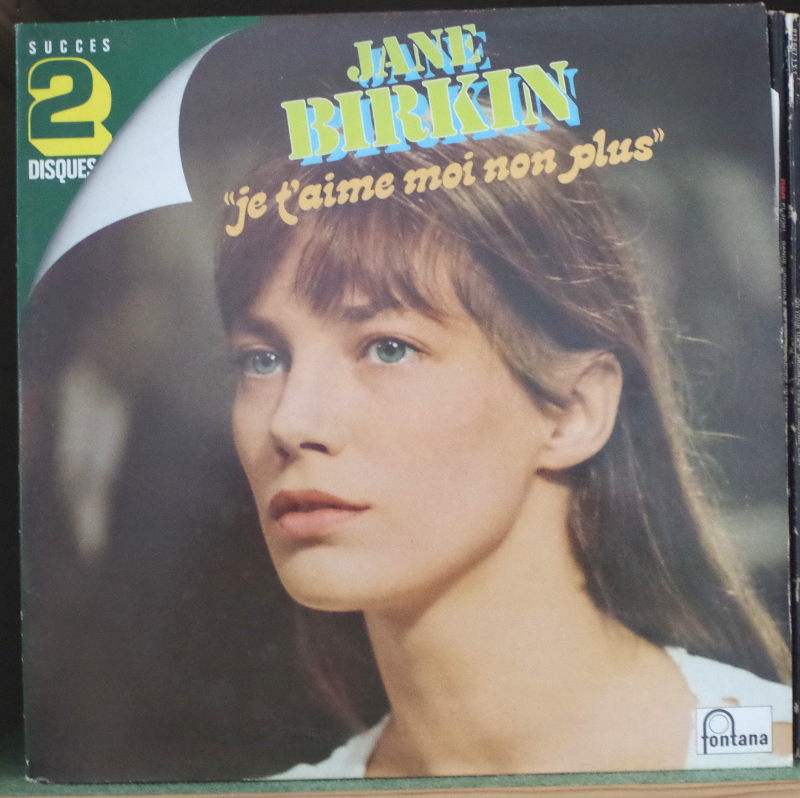 SUCCES
2
DISQUES
JANE
BIRKIN
“je t'aime moi non plus”
fontana